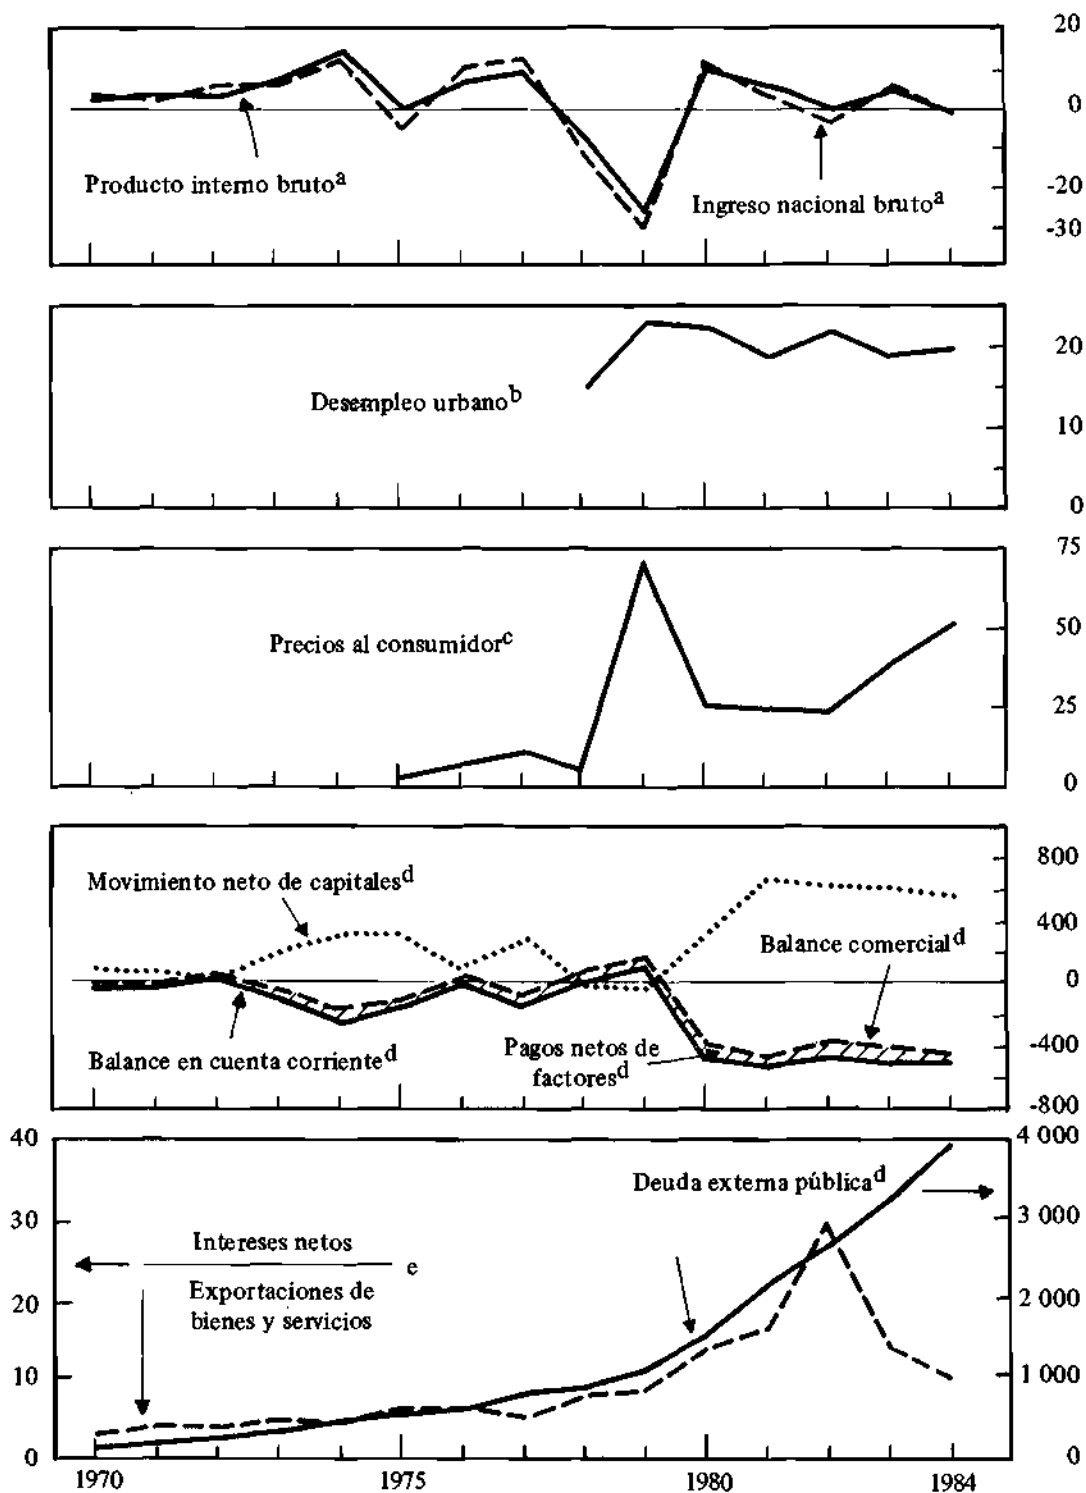 20
0
-20
-30
Producto interno bruto^a
Ingreso nacional bruto^a
20
10
0
Desempleo urbano^b
75
50
25
0
Precios al consumidor^c
800
400
0
-400
-800
Movimiento neto de capitales^d
Balance comercial^d
Balance en cuenta corriente^d
Pagos netos de
factores^d
40
30
20
10
0
4 000
3 000
2 000
1 000
0
Deuda externa pública^d
Intereses netos
e
Exportaciones de
bienes y servicios
1970
1975
1980
1984